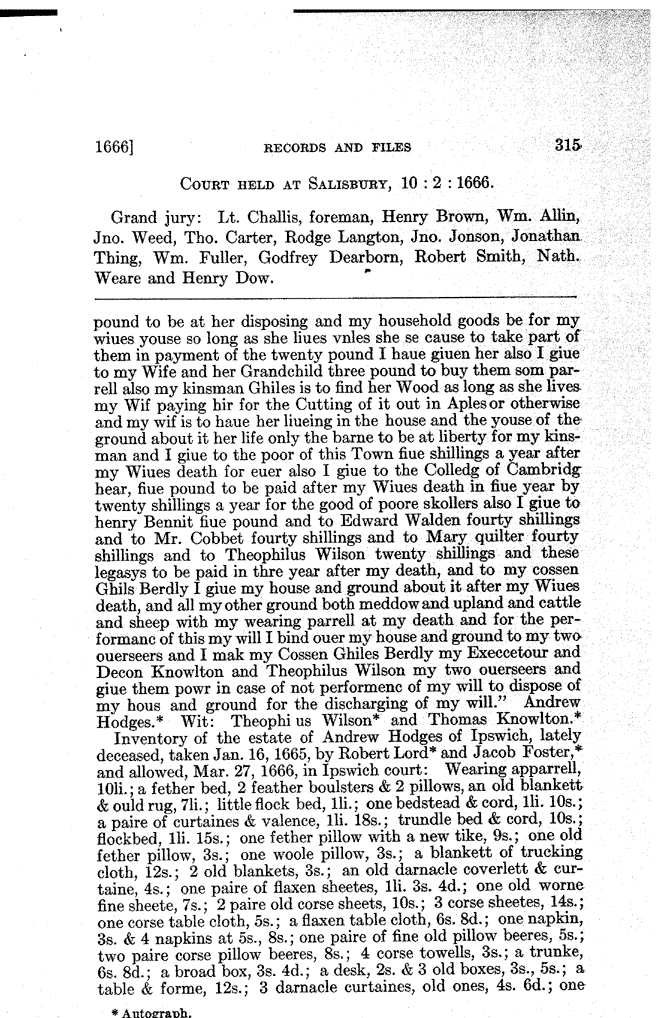 1666] RECORDS AND FILES 315
COURT HELD AT SALISBURY, 10 : 2 : 1666.
Grand jury: Lt. Challis, foreman, Henry Brown, Wm. Allin,
Jno. Weed, Tho. Carter, Rodge Langton, Jno. Jonson, Jonathan
Thing, Wm. Fuller, Godfrey Dearborn, Robert Smith, Nath.
Weare and Henry Dow.
pound to be at her disposing and my household goods be for my
wiues youse so long as she liues vnles she se cause to take part of
them in payment of the twenty pound I haue giuen her also I giue
to my Wife and her Grandchild three pound to buy them som par-
rell also my kinsman Ghiles is to find her Wood as long as she lives
my Wif paying hir for the Cutting of it out in Aples or otherwise
and my wif is to haue her liueing in the house and the youse of the
ground about it her life only the barne to be at liberty for my kins-
man and I giue to the poor of this Town fiue shillings a year after
my Wiues death for euer also I giue to the Colledg of Cambridg
hear, fiue pound to be paid after my Wiues death in fiue year by
twenty shillings a year for the good of poore skollers also I giue to
henry Bennit fiue pound and to Edward Walden fourty shillings
and to Mr. Cobbet fourty shillings and to Mary quilter fourty
shillings and to Theophilus Wilson twenty shillings and these
legasys to be paid in thre year after my death, and to my cossen
Ghils Berdly I giue my house and ground about it after my Wiues
death, and all my other ground both meddow and upland and cattle
and sheep with my wearing parrell at my death and for the per-
formanc of this my will I bind ouer my house and ground to my two
ouerseers and I mak my Cossen Ghiles Berdly my Execcetour and
Decon Knowlton and Theophilus Wilson my two ouerseers and
giue them powr in case of not performenc of my will to dispose of
my hous and ground for the discharging of my will." Andrew
Hodges.* Wit: Theophi us Wilson* and Thomas Knowlton.*
Inventory of the estate of Andrew Hodges of Ipswich, lately
deceased, taken Jan. 16, 1665, by Robert Lord* and Jacob Foster,*
and allowed, Mar. 27, 1666, in Ipswich court: Wearing apparrell,
10li.; a fether bed, 2 feather boulsters & 2 pillows, an old blankett
& ould rug, 7li.; little flock bed, 1li.; one bedstead & cord, 1li. 10s.;
a paire of curtaines & valence, 1li. 18s.; trundle bed & cord, 10s.;
flockbed, 1li. 15s.; one fether pillow with a new tike, 9s.; one old
fether pillow, 3s.; one woole pillow, 3s.; a blankett of trucking
cloth, 12s.; 2 old blankets, 3s.; an old darnacle coverlett & cur-
taine, 4s.; one paire of flaxen sheetes, 1li. 3s. 4d.; one old worne
fine sheete, 7s.; 2 paire old corse sheets, 10s.; 3 corse sheetes, 14s.;
one corse table cloth, 5s.; a flaxen table cloth, 6s. 8d.; one napkin,
3s. & 4 napkins at 5s., 8s.; one paire of fine old pillow beeres, 5s.;
two paire corse pillow beeres, 8s.; 4 corse towells, 3s.; a trunke,
6s. 8d.; a broad box, 3s. 4d.; a desk, 2s. & 3 old boxes, 3s., 5s.; a
table & forme, 12s.; 3 darnacle curtaines, old ones, 4s. 6d.; one
* Autograph.